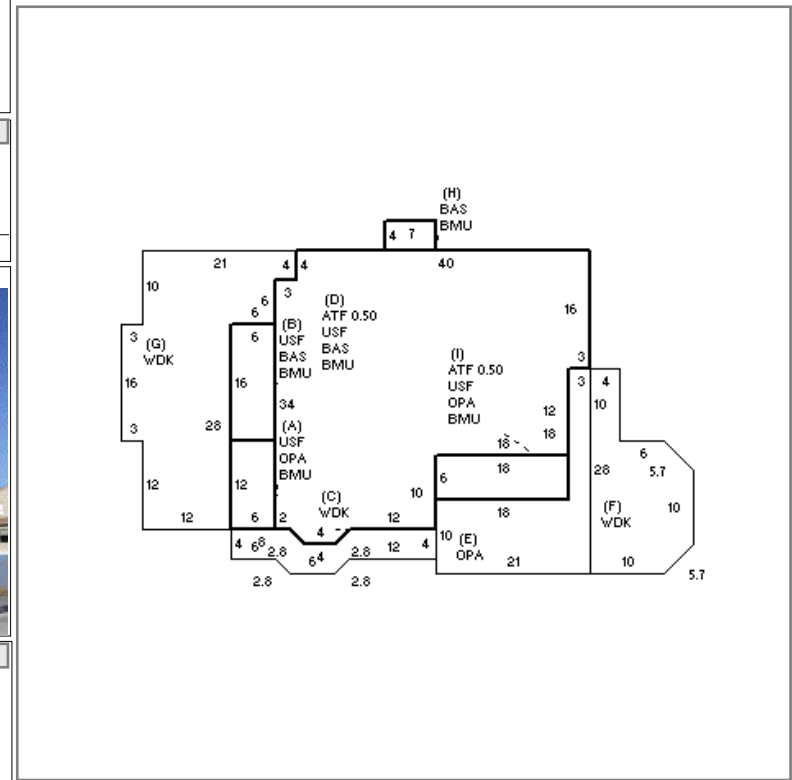 (H)
BAS
BMU
4 7
21 4 4 40
10
3
6
6
(D)
ATF 0.50
USF
BAS
BMU
16
3 (G)
WDK
6 (B)
USF
BAS
BMU
(I)
ATF 0.50
USF
OPA
BMU
3
3 4
16
16
34
12
10
3
28
(A)
USF
OPA
BMU
18
18
6
5.7
12
12
6
18
28
(C)
WDK
10
(F)
WDK
10
12
6 2
4
12
18
4 6 8 2.8
6 4
2.8 12 4
10 (E)
OPA
21
10
2.8 2.8
5.7